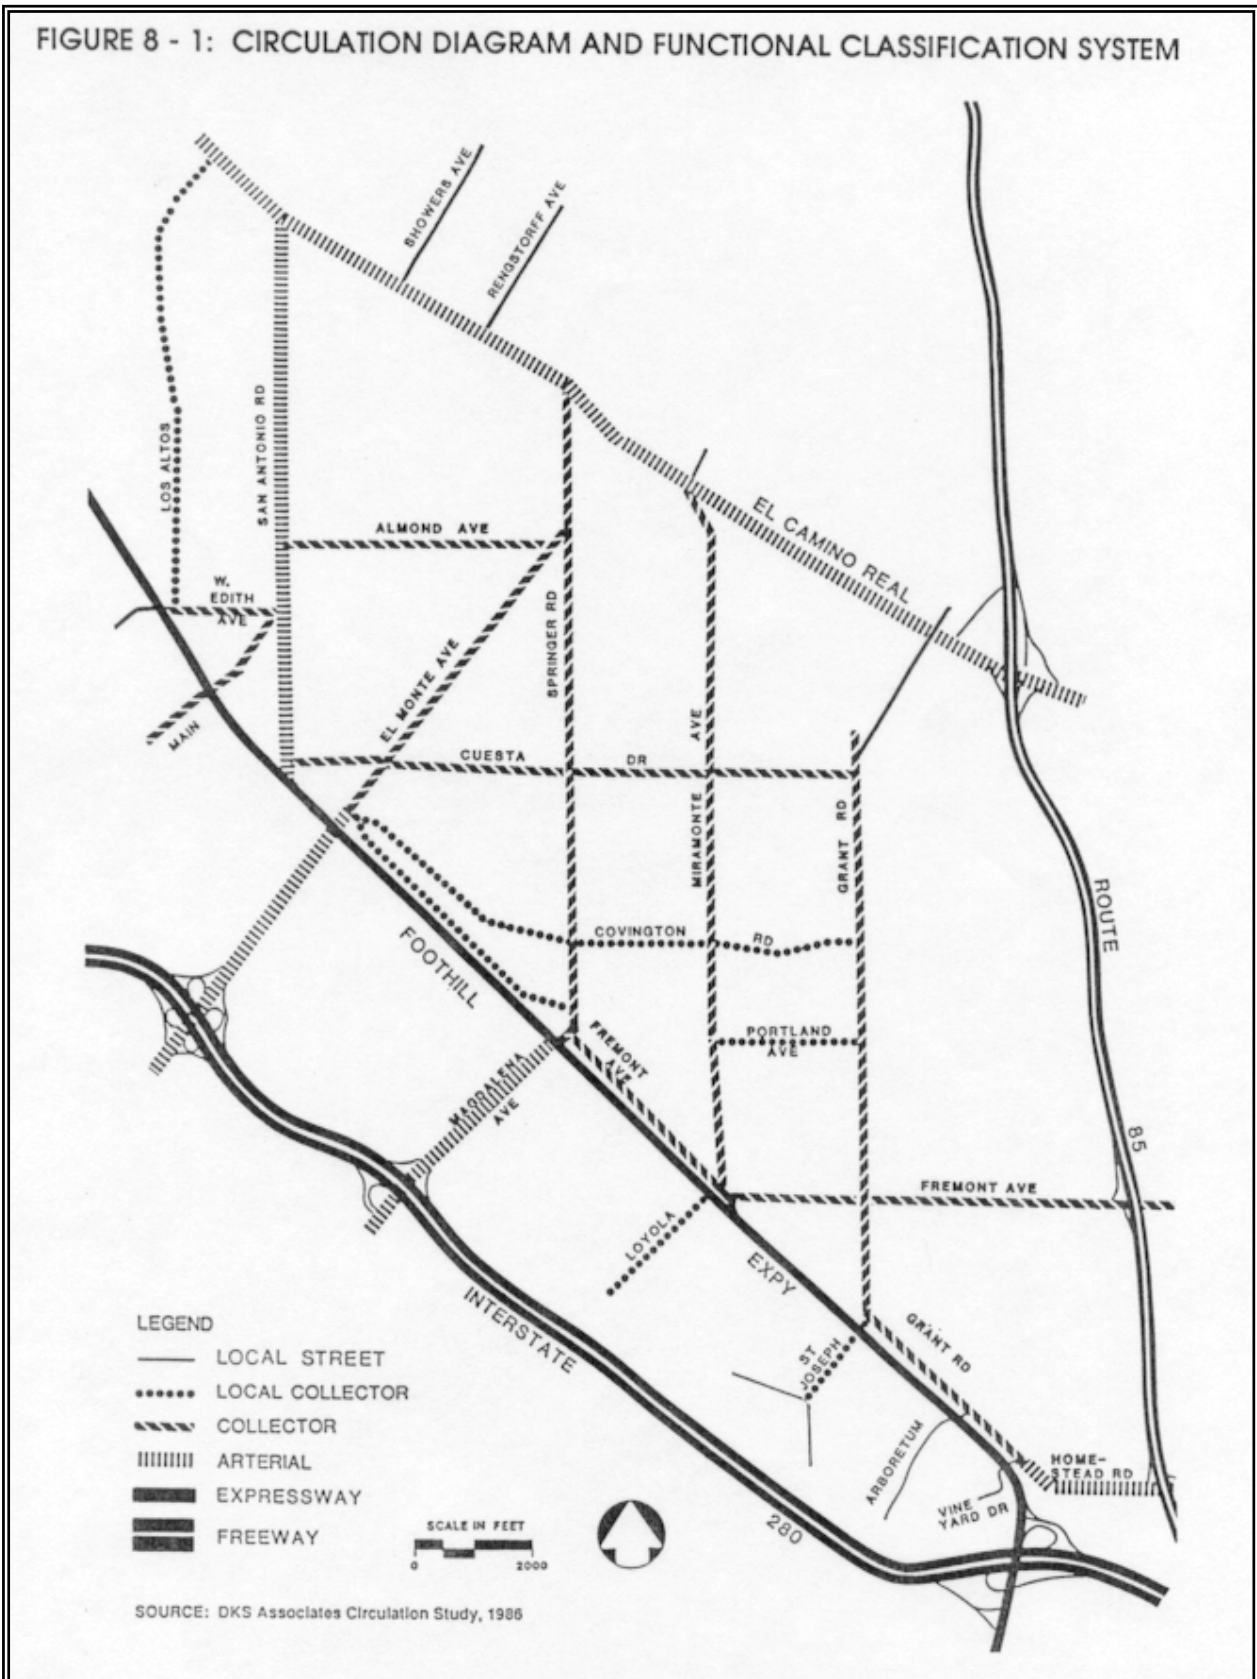 FIGURE 8 - 1: CIRCULATION DIAGRAM AND FUNCTIONAL CLASSIFICATION SYSTEM
SHOWERS AVE
RENGSTORFF AVE
LOS ALTOS
SAN ANTONIO RD
ALMOND AVE
EL CAMINO REAL
W.
EDITH
AVE
MAIN
EL MONTE AVE
SPRINGER RD
CUESTA DR
MIRAMONTE AVE
GRANT RD
ROUTE
85
COVINGTON RD
FOOTHILL
EXPY
PORTLAND
AVE
FREMONT
AVE
MAGDALENA
AVE
FREMONT AVE
LOYOLA
INTERSTATE
280
ST
JOSEPH
GRANT RD
ARBORETUM
HOME-
STEAD RD
VINE
YARD DR
LEGEND
LOCAL STREET
LOCAL COLLECTOR
COLLECTOR
ARTERIAL
EXPRESSWAY
FREEWAY
SCALE IN FEET
0 2000
SOURCE: DKS Associates Circulation Study, 1986